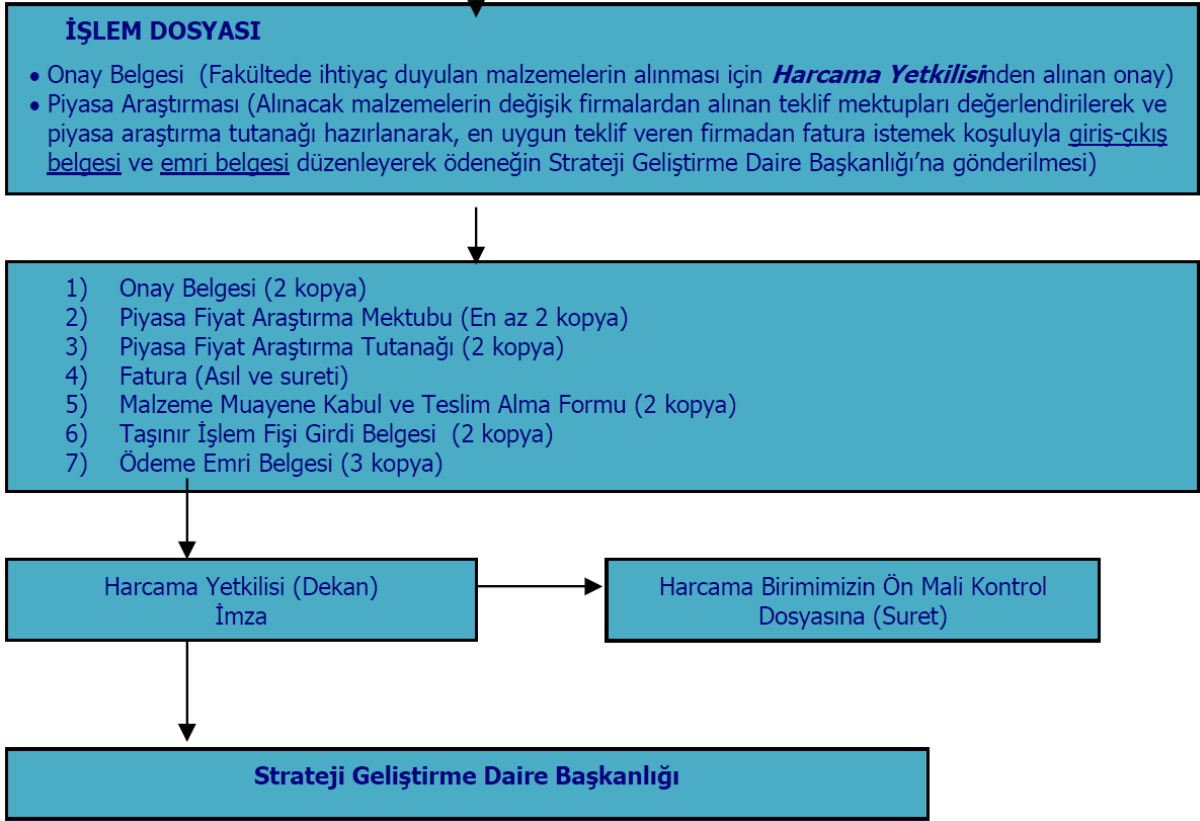 İŞLEM DOSYASI
• Onay Belgesi (Fakültede ihtiyaç duyulan malzemelerin alınması için Harcama Yetkilisinden alınan onay)
• Piyasa Araştırması (Alınacak malzemelerin değişik firmalardan alınan teklif mektupları değerlendirilerek ve
piyasa araştırma tutanağı hazırlanarak, en uygun teklif veren firmadan fatura istemek koşuluyla giriş-çıkış
belgesi ve emri belgesi düzenleyerek ödeneğin Strateji Geliştirme Daire Başkanlığı’na gönderilmesi)
1) Onay Belgesi (2 kopya)
2) Piyasa Fiyat Araştırma Mektubu (En az 2 kopya)
3) Piyasa Fiyat Araştırma Tutanağı (2 kopya)
4) Fatura (Asıl ve sureti)
5) Malzeme Muayene Kabul ve Teslim Alma Formu (2 kopya)
6) Taşınır İşlem Fişi Girdi Belgesi (2 kopya)
7) Ödeme Emri Belgesi (3 kopya)
Harcama Yetkilisi (Dekan)
İmza
Harcama Birimimizin Ön Mali Kontrol
Dosyasına (Suret)
Strateji Geliştirme Daire Başkanlığı